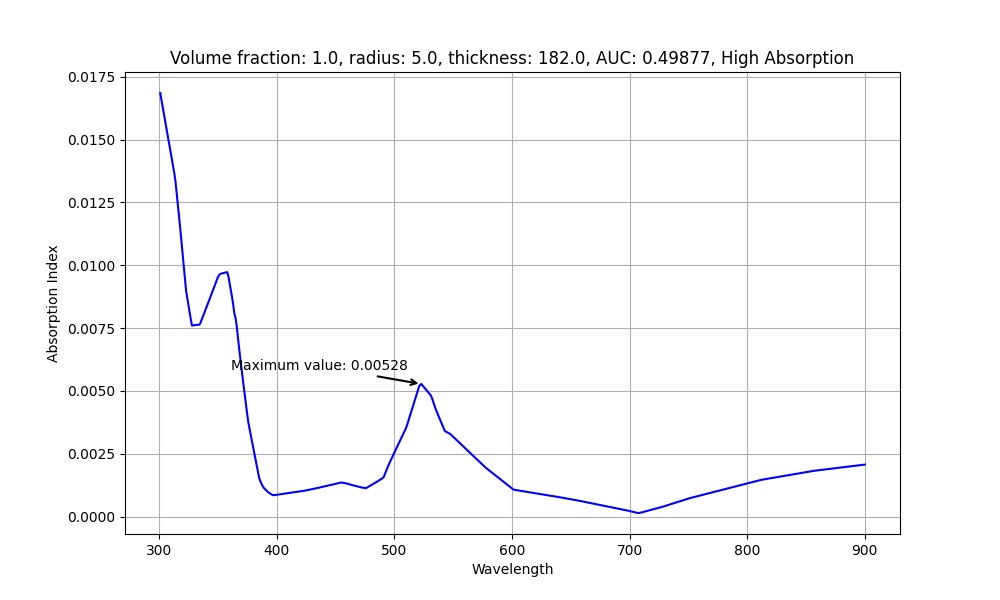 Volume fraction: 1.0, radius: 5.0, thickness: 182.0, AUC: 0.49877, High Absorption
0.0175
0.0150
0.0125
0.0100
0.0075
0.0050
0.0025
0.0000
Absorption Index
Maximum value: 0.00528
300 400 500 600 700 800 900
Wavelength